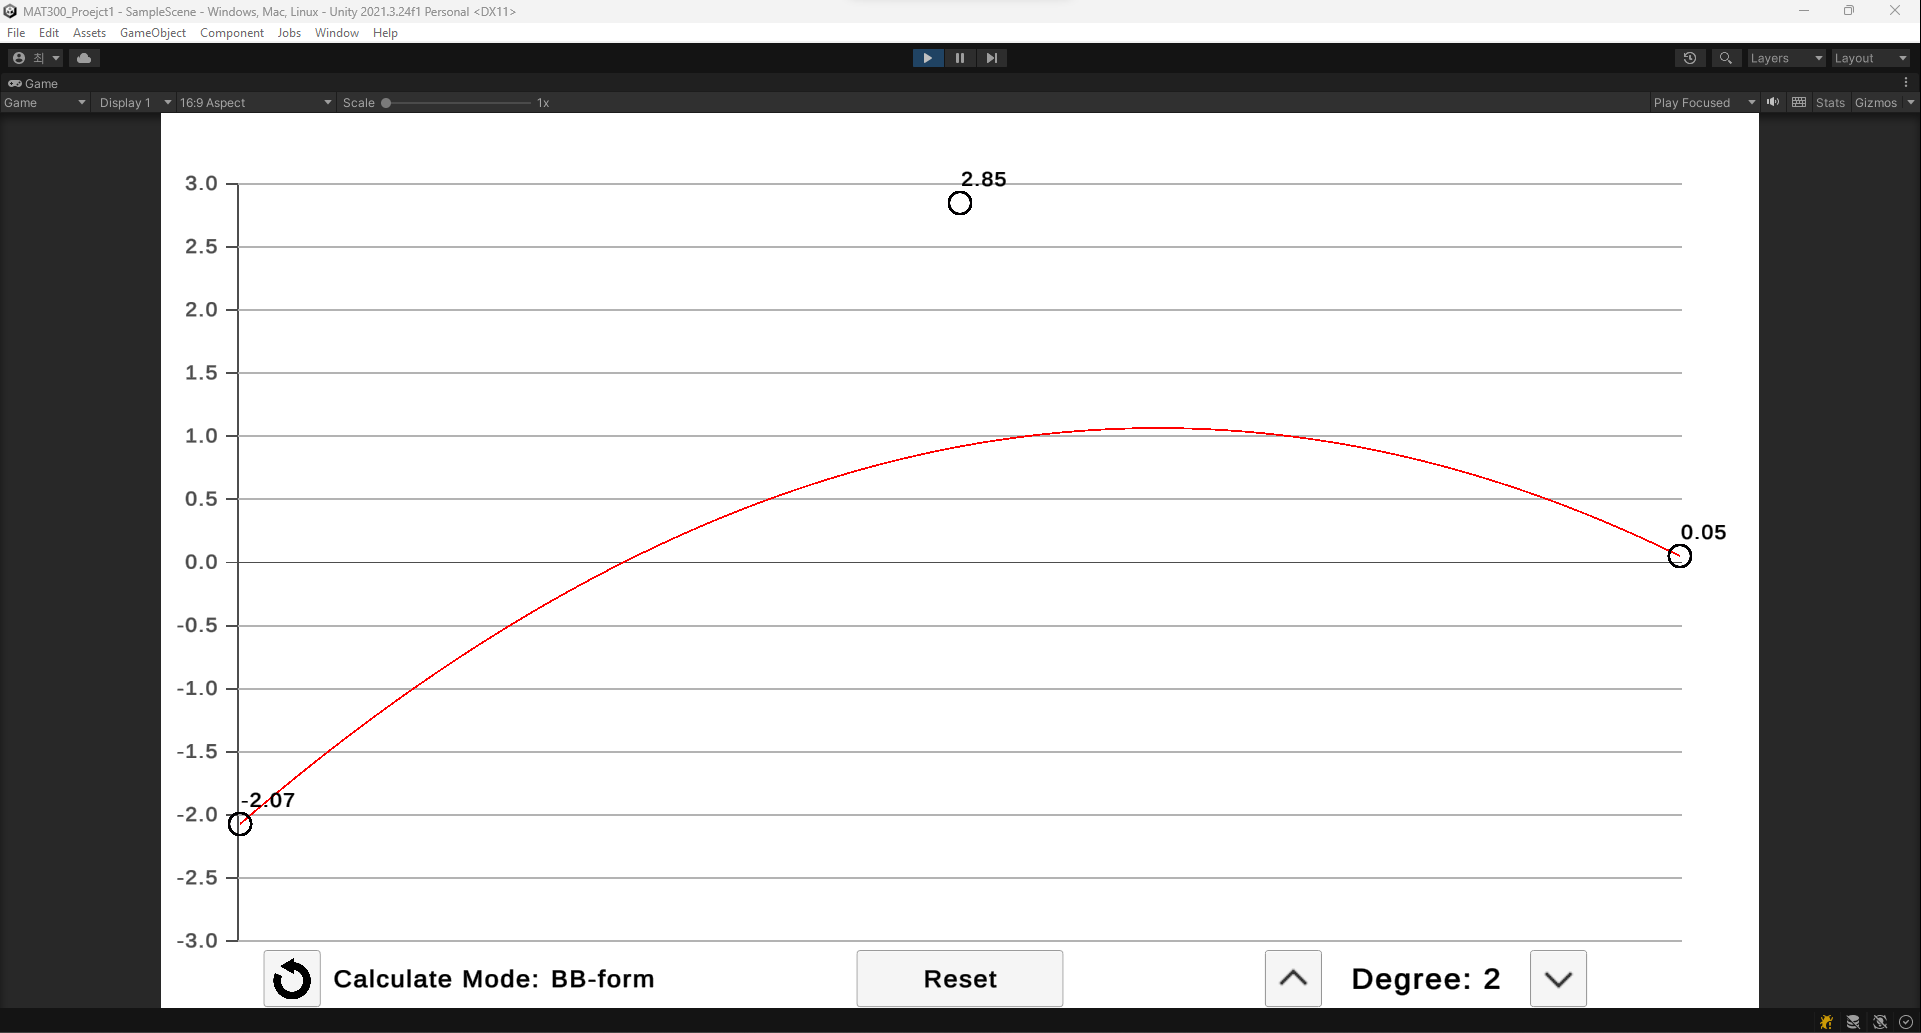 MAT300_Proejct1 - SampleScene - Windows, Mac, Linux - Unity 2021.3.24f1 Personal <DX11>
File Edit Assets GameObject Component Jobs Window Help
최 Layers Layout
Game
Game Display 1 16:9 Aspect Scale 1x Play Focused Stats Gizmos
2.85
3.0
2.5
2.0
1.5
1.0
0.5
0.05
0.0
-0.5
-1.0
-1.5
-2.07
-2.0
-2.5
-3.0
Calculate Mode: BB-form Reset Degree: 2